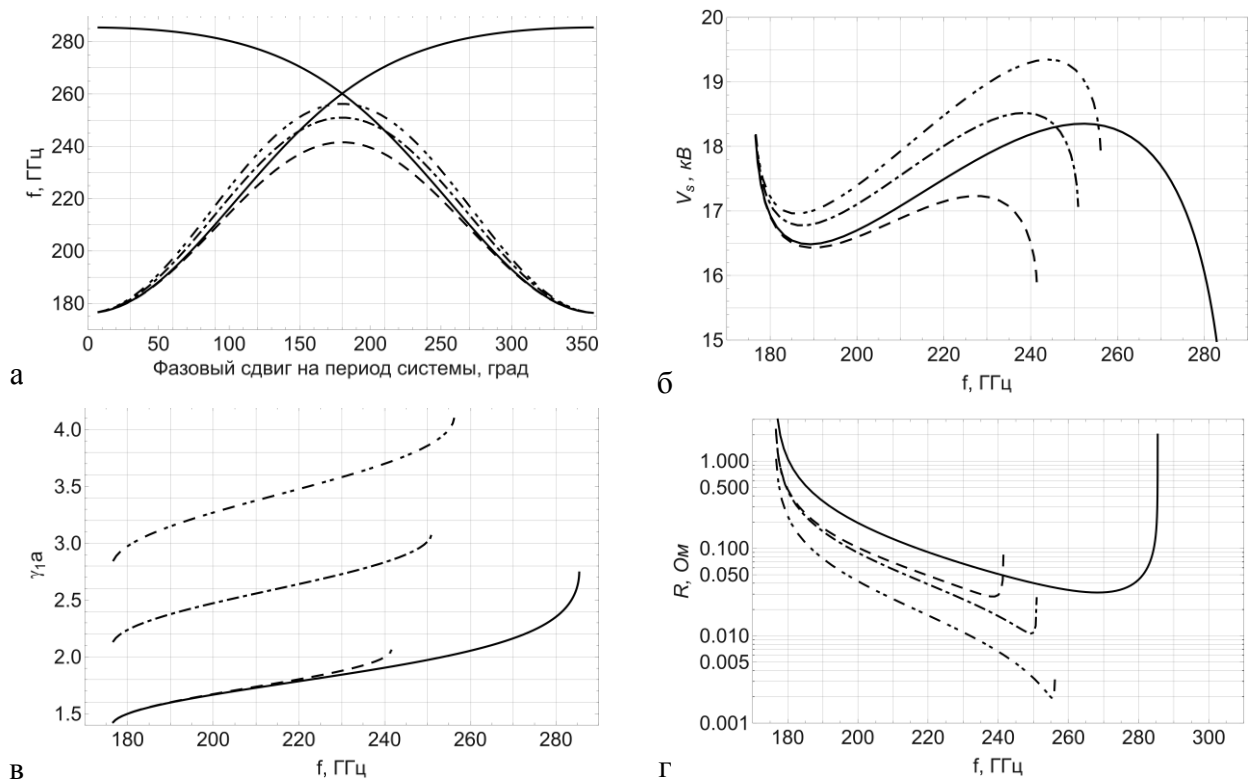 f, ГГц
280
260
240
220
200
180
0 50 100 150 200 250 300 350
Фазовый сдвиг на период системы, град
а
Vs, кВ
20
19
18
17
16
15
180 200 220 240 260 280
f, ГГц
б
γ1a
4.0
3.5
3.0
2.5
2.0
1.5
180 200 220 240 260 280
f, ГГц
в
R, Ом
1.000
0.500
0.100
0.050
0.010
0.005
0.001
180 200 220 240 260 280 300
f, ГГц
г